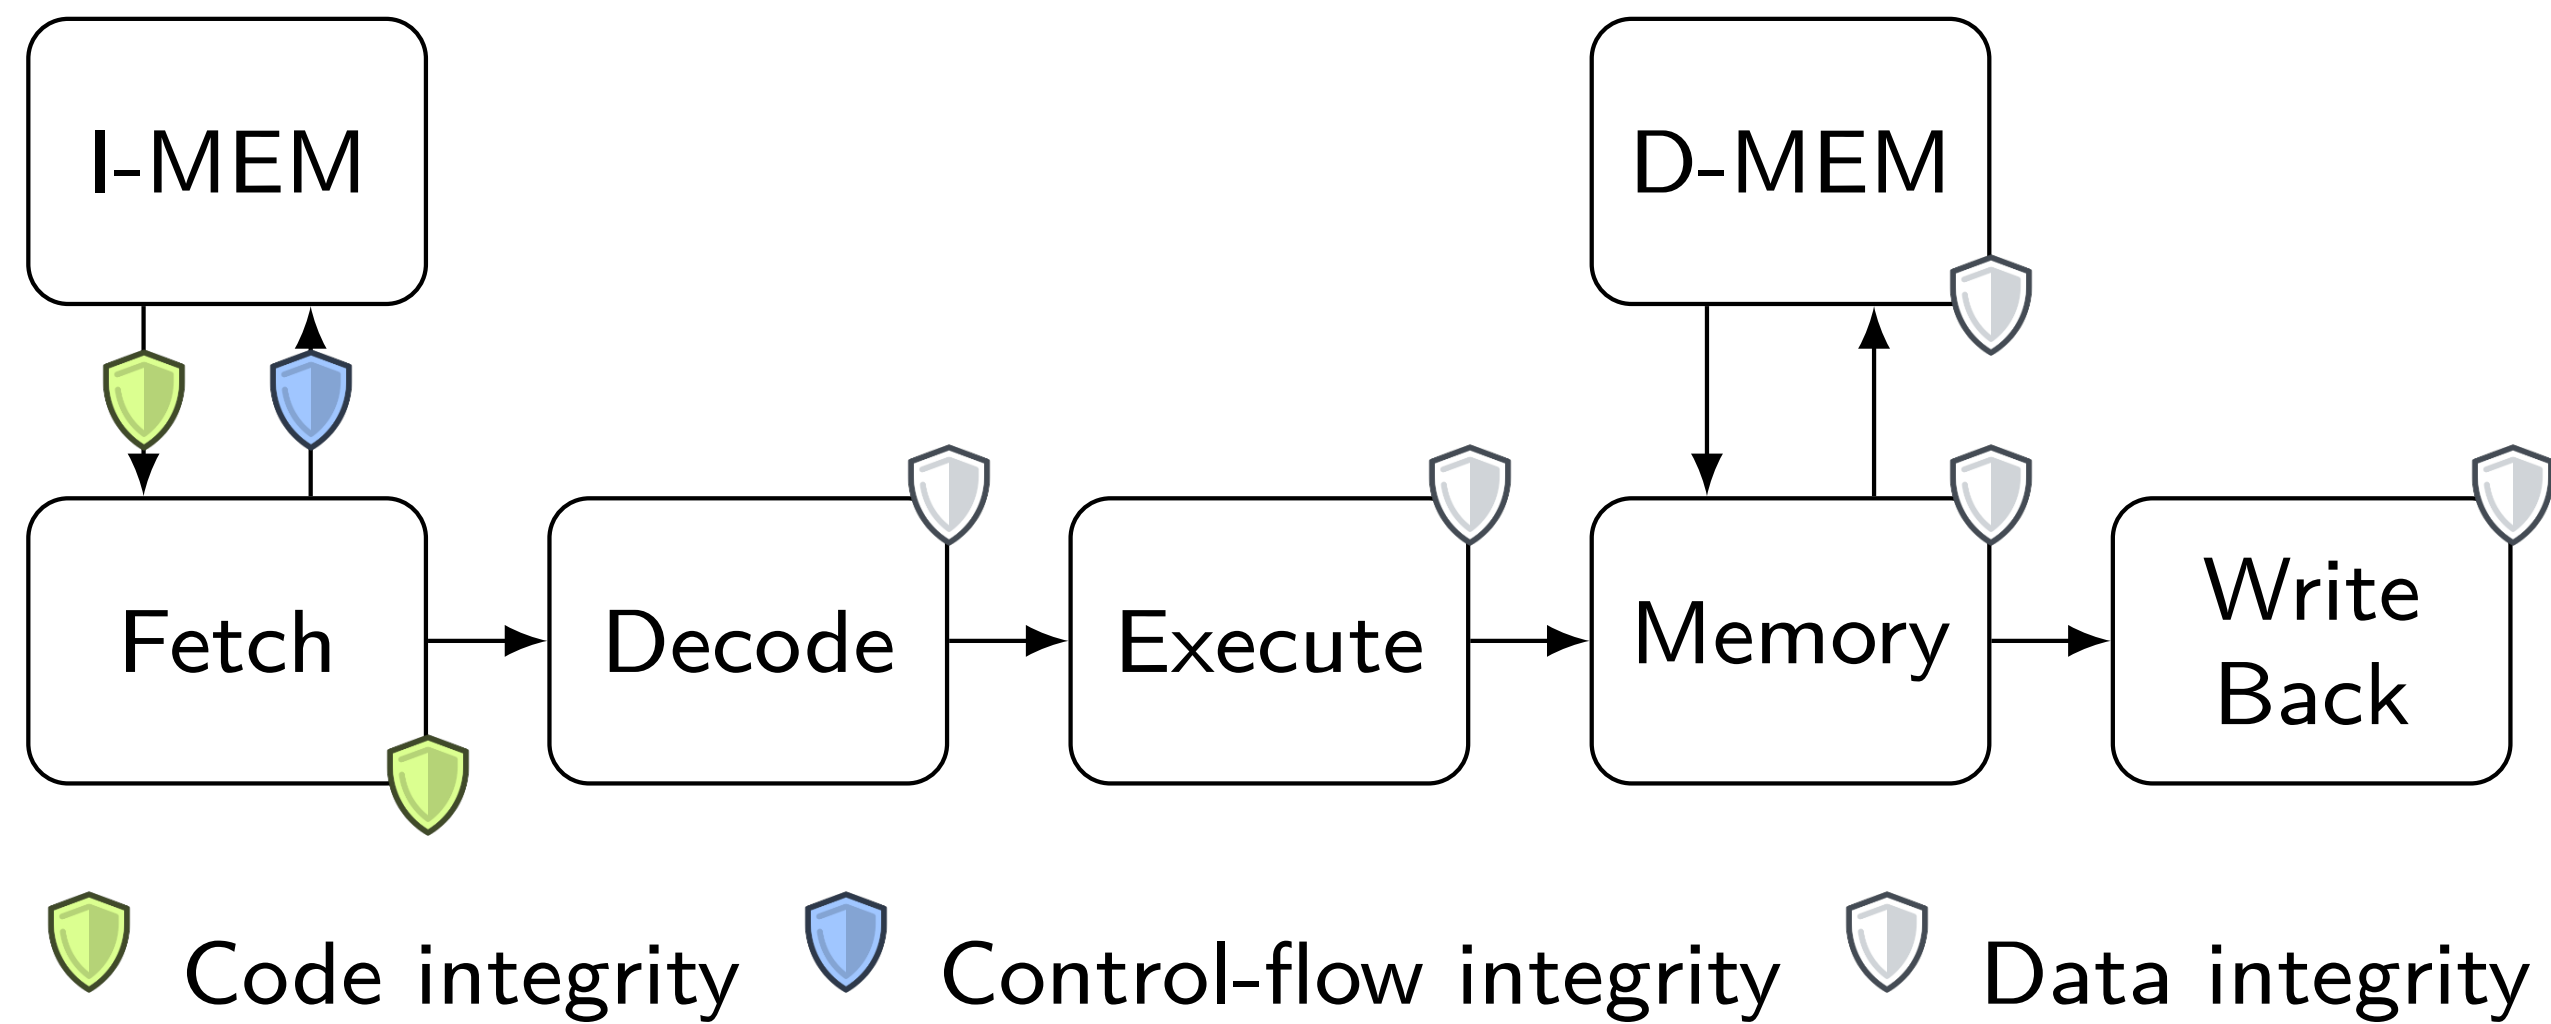 I-MEM
D-MEM
Fetch
Decode
Execute
Memory
Write
Back
Code integrity
Control-flow integrity
Data integrity